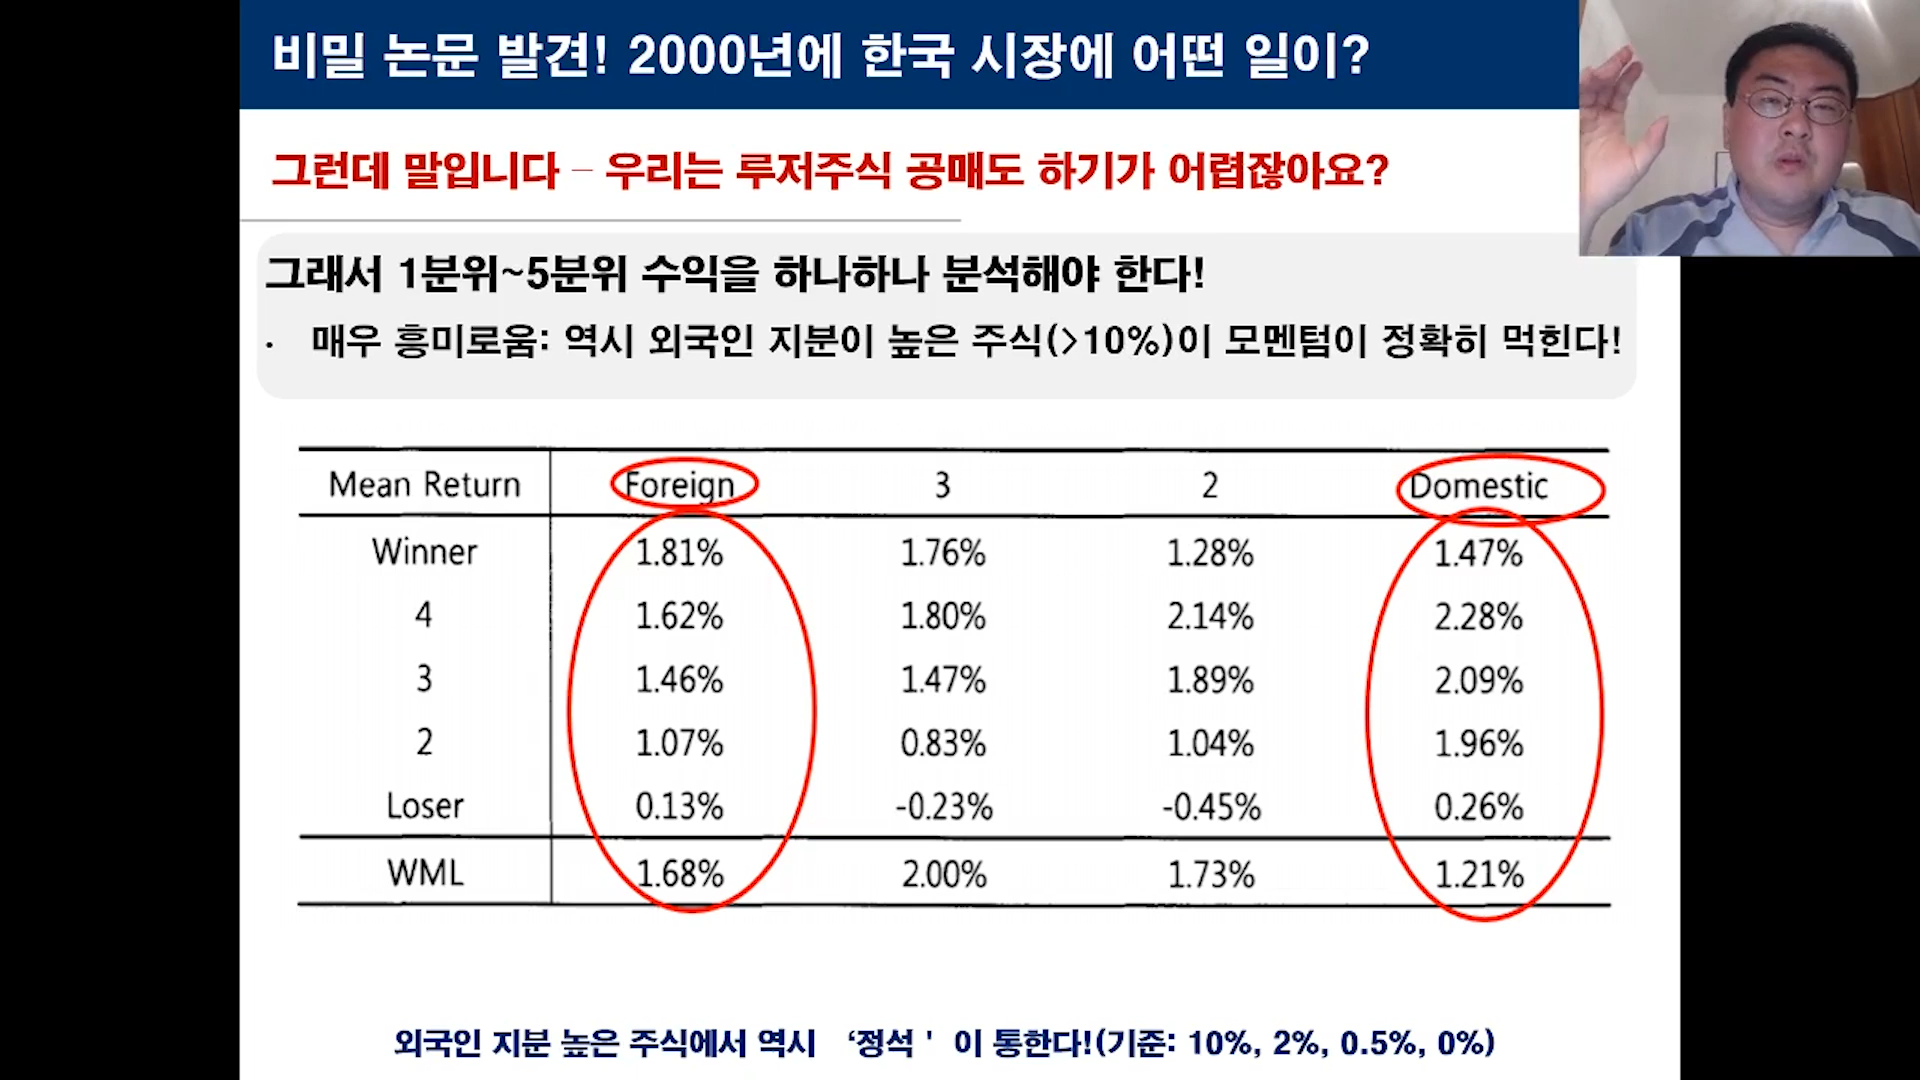 비밀 논문 발견! 2000년에 한국 시장에 어떤 일이?
그런데 말입니다 – 우리는 루저주식 공매도 하기가 어렵잖아요?
그래서 1분위~5분위 수익을 하나하나 분석해야 한다!
· 매우 흥미로움: 역시 외국인 지분이 높은 주식(>10%)이 모멘텀이 정확히 먹힌다!
Mean Return Foreign 3 2 Domestic
Winner 1.81% 1.76% 1.28% 1.47%
4 1.62% 1.80% 2.14% 2.28%
3 1.46% 1.47% 1.89% 2.09%
2 1.07% 0.83% 1.04% 1.96%
Loser 0.13% -0.23% -0.45% 0.26%
WML 1.68% 2.00% 1.73% 1.21%
외국인 지분 높은 주식에서 역시 ‘정석 ' 이 통한다!(기준: 10%, 2%, 0.5%, 0%)